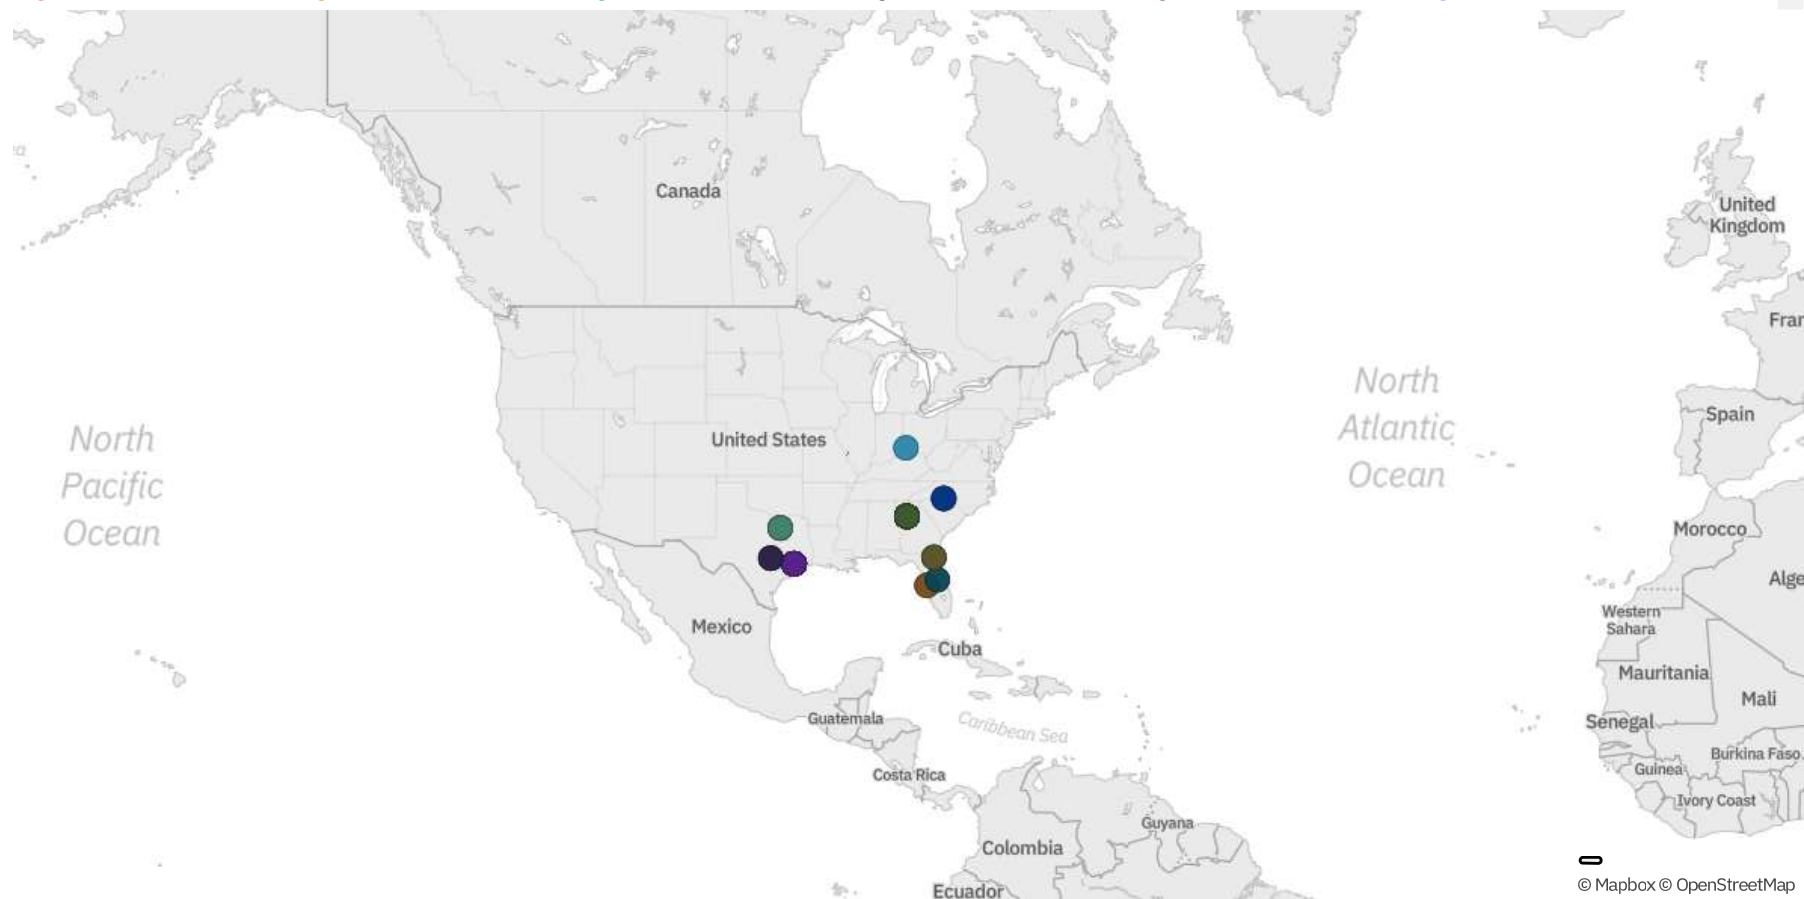 Canada
United
Kingdom
Fran
North
Atlantic
Ocean
Spain
North
Pacific
Ocean
United States
Morocco
Alge
Western
Sahara
Mexico
Cuba
Mauritania
Mali
Guatemala
Caribbean Sea
Senegal
Burkina Faso
Costa Rica
Guinea
Ivory Coast
Guyana
Colombia
Ecuador
© Mapbox © OpenStreetMap